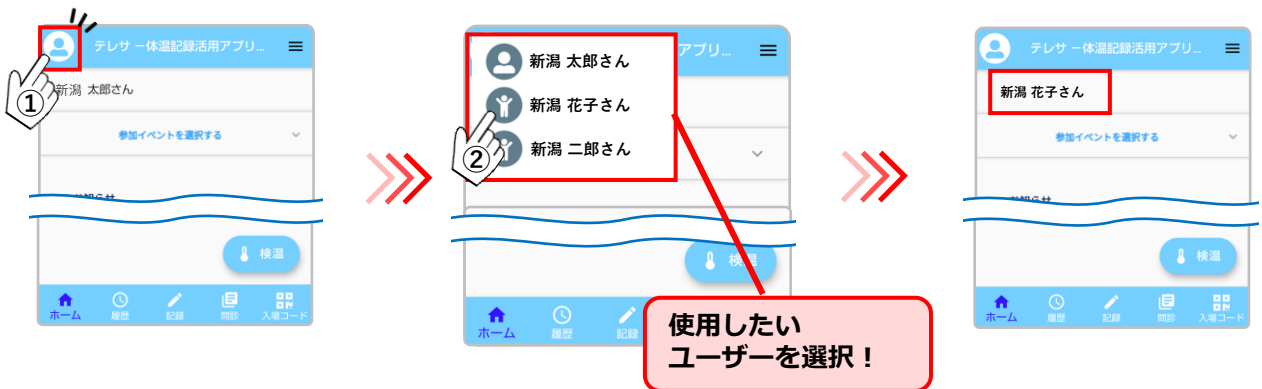 テレサ ー体温記録活用アプリ...
①
新潟 太郎さん
参加イベントを選択する
検温
ホーム
履歴
記録
問診
入場コード
アプリ...
新潟 太郎さん
新潟 花子さん
②
新潟 二郎さん
検温
ホーム
履歴
記録
使用したい
ユーザーを選択！
テレサ ー体温記録活用アプリ...
新潟 花子さん
参加イベントを選択する
検温
ホーム
履歴
記録
問診
入場コード